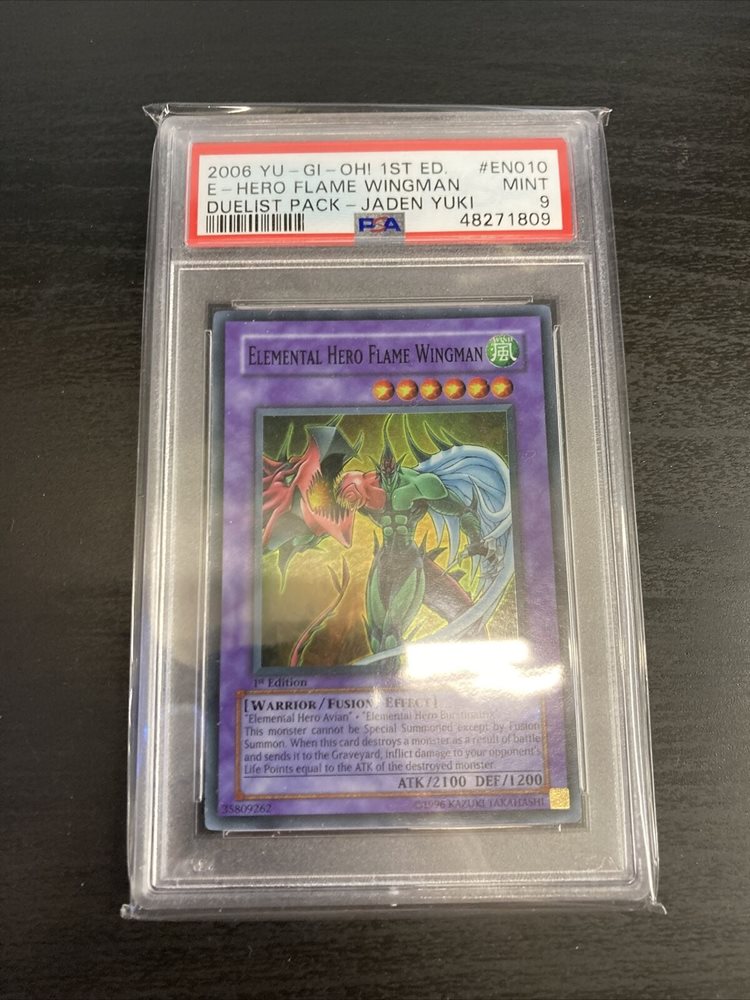 2006 YU-GI-OH! 1ST ED. #EN010
E-HERO FLAME WINGMAN MINT
DUELIST PACK-JADEN YUKI 9
PSA 48271809
ELEMENTAL HERO FLAME WINGMAN
WIND
風
1st Edition
[WARRIOR/FUSION/EFFECT]
"Elemental Hero Avian" + "Elemental Hero Burstinatrix"
This monster cannot be Special Summoned except by Fusion
Summon. When this card destroys a monster as a result of battle
and sends it to the Graveyard, inflict damage to your opponent's
Life Points equal to the ATK of the destroyed monster.
ATK/2100 DEF/1200
35809262 ©1996 KAZUKI TAKAHASHI